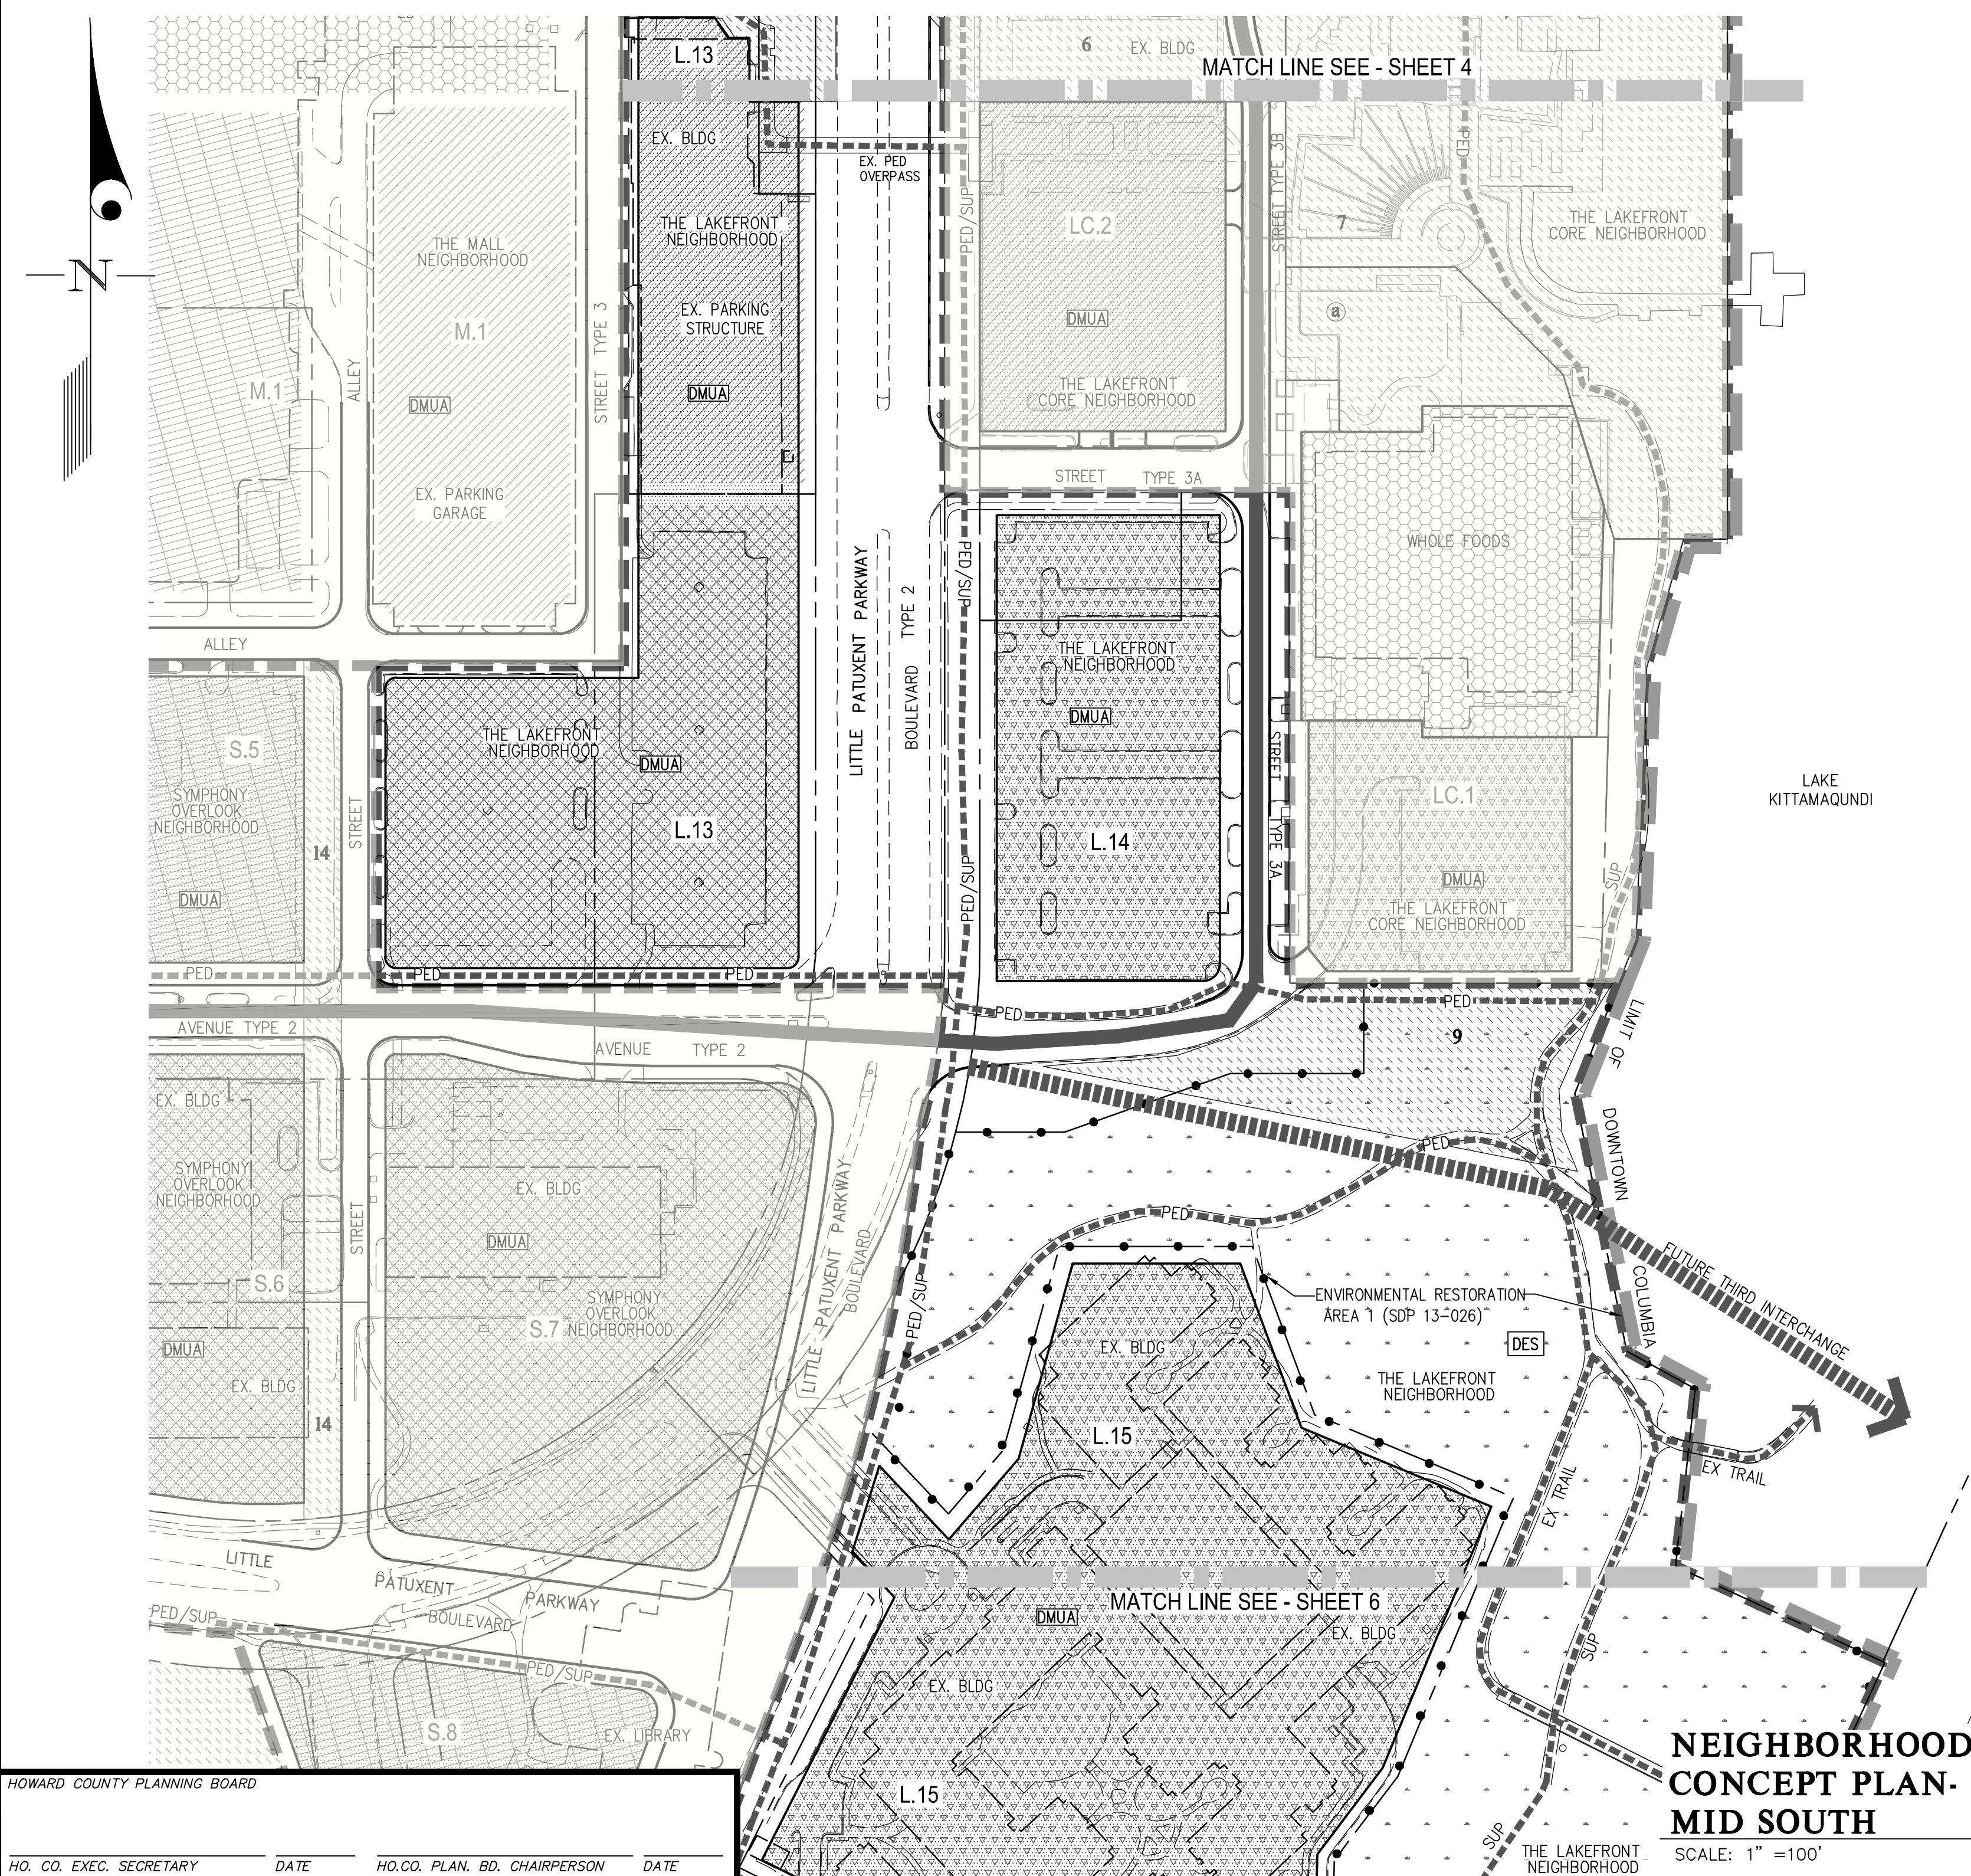 L.13
6
EX. BLDG
MATCH LINE SEE - SHEET 4
EX. BLDG
EX. PED
OVERPASS
PED
STREET TYPE 3B
PED/SUP
THE LAKEFRONT
NEIGHBORHOOD
LC.2
7
THE LAKEFRONT
CORE NEIGHBORHOOD
THE MALL
NEIGHBORHOOD
N
M.1
EX. PARKING
STRUCTURE
DMUA
a
STREET TYPE 3
ALLEY
M.1
DMUA
DMUA
THE LAKEFRONT
CORE NEIGHBORHOOD
EX. PARKING
GARAGE
STREET TYPE 3A
WHOLE FOODS
PED/SUP
LITTLE PATUXENT PARKWAY
BOULEVARD TYPE 2
ALLEY
THE LAKEFRONT
NEIGHBORHOOD
DMUA
S.5
THE LAKEFRONT
NEIGHBORHOOD
DMUA
STREET TYPE 3A
LC.1
LAKE
KITTAMAQUNDI
SYMPHONY
OVERLOOK
NEIGHBORHOOD
STREET
14
L.13
L.14
DMUA
DMUA
THE LAKEFRONT
CORE NEIGHBORHOOD
SUP
PED/SUP
PED
PED
PED
PED
PED
9
AVENUE TYPE 2
AVENUE TYPE 2
LIMIT OF
DOWNTOWN
COLUMBIA
EX. BLDG
SYMPHONY
OVERLOOK
NEIGHBORHOOD
EX. BLDG
STREET
DMUA
PED
PED
LITTLE PATUXENT PARKWAY
BOULEVARD
PED/SUP
S.6
SYMPHONY
OVERLOOK
NEIGHBORHOOD
S.7
DMUA
EX. BLDG
14
ENVIRONMENTAL RESTORATION
AREA 1 (SDP 13-026)
DES
FUTURE THIRD INTERCHANGE
EX. BLDG
THE LAKEFRONT
NEIGHBORHOOD
L.15
EX TRAIL
EX TRAIL
LITTLE
PATUXENT
PARKWAY
BOULEVARD
PED/SUP
PED/SUP
MATCH LINE SEE - SHEET 6
DMUA
EX. BLDG
SUP
EX. BLDG
S.8
EX. LIBRARY
L.15
SUP
THE LAKEFRONT
NEIGHBORHOOD
NEIGHBORHOOD
CONCEPT PLAN-
MID SOUTH
SCALE: 1" =100'
HOWARD COUNTY PLANNING BOARD
HO. CO. EXEC. SECRETARY DATE HO.CO. PLAN. BD. CHAIRPERSON DATE